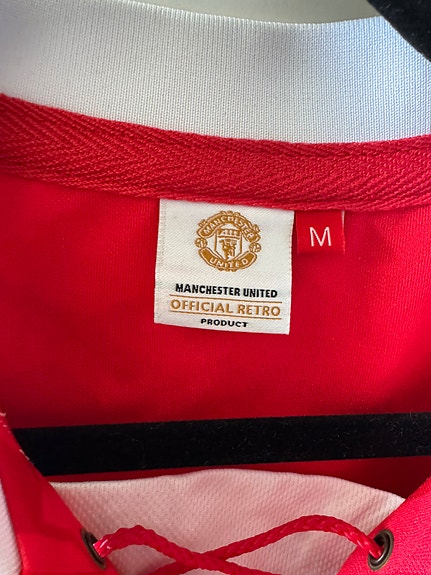 MANCHESTER
UNITED
M
MANCHESTER UNITED
OFFICIAL RETRO
PRODUCT